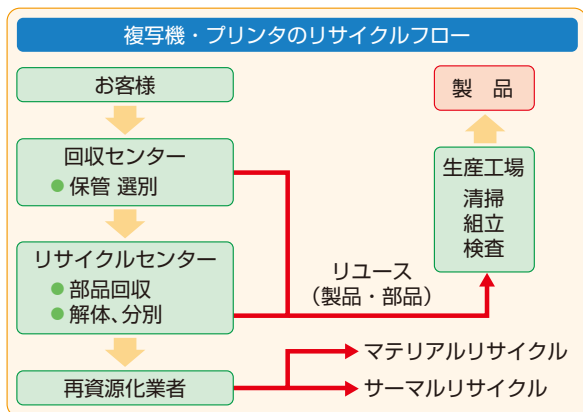 複写機・プリンタのリサイクルフロー
お客様
回収センター
保管 選別
リサイクルセンター
部品回収
解体、分別
再資源化業者
製 品
生産工場
清掃
組立
検査
リユース
（製品・部品）
マテリアルリサイクル
サーマルリサイクル